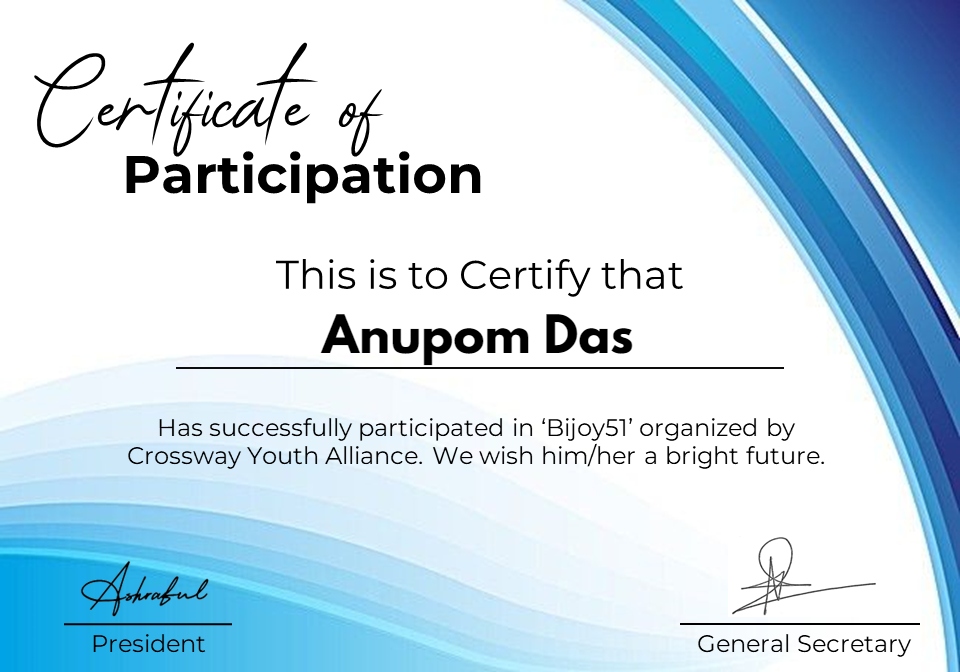 Certificate of
Participation
This is to Certify that
Anupom Das
Has successfully participated in ‘Bijoy51’ organized by
Crossway Youth Alliance. We wish him/her a bright future.
Ashraful
President
General Secretary